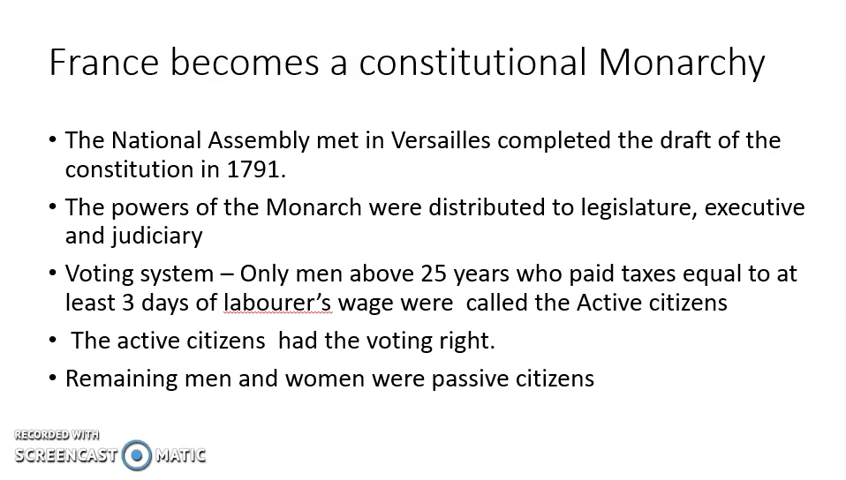 France becomes a constitutional Monarchy
• The National Assembly met in Versailles completed the draft of the
constitution in 1791.
• The powers of the Monarch were distributed to legislature, executive
and judiciary
• Voting system – Only men above 25 years who paid taxes equal to at
least 3 days of labourer’s wage were  called the Active citizens
•  The active citizens  had the voting right.
• Remaining men and women were passive citizens
RECORDED WITH
SCREENCAST MATIC